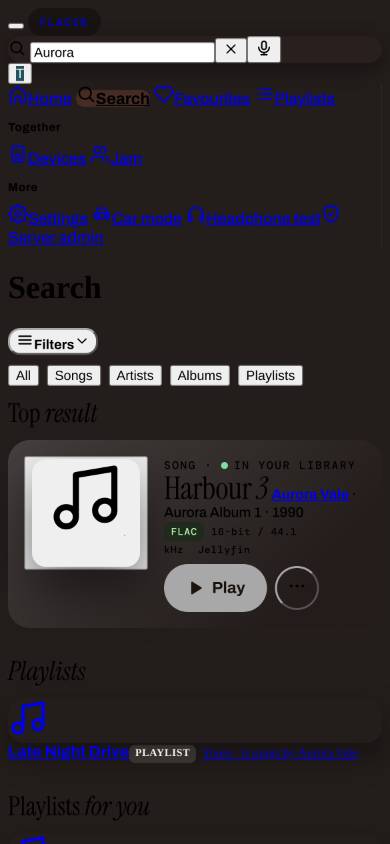 FLACER
Aurora
T
Home Search Favourites Playlists
Together
Devices Jam
More
Settings Car mode Headphone test
Server admin
Search
Filters
All Songs Artists Albums Playlists
Top result
SONG · IN YOUR LIBRARY
Harbour 3 Aurora Vale ·
Aurora Album 1 · 1990
FLAC 16-bit / 44.1
kHz Jellyfin
Play
Playlists
Late Night Drive PLAYLIST
Playlists for you